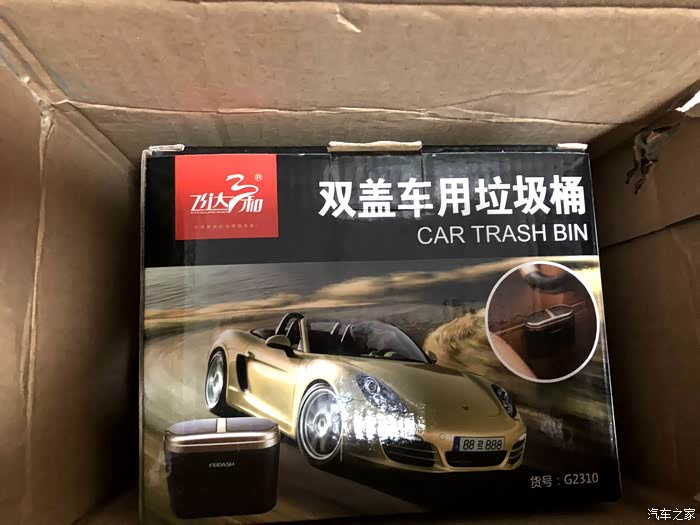 飞达三和®
双盖车用垃圾桶
CAR TRASH BIN
88 88 888
货号：G2310
汽车之家